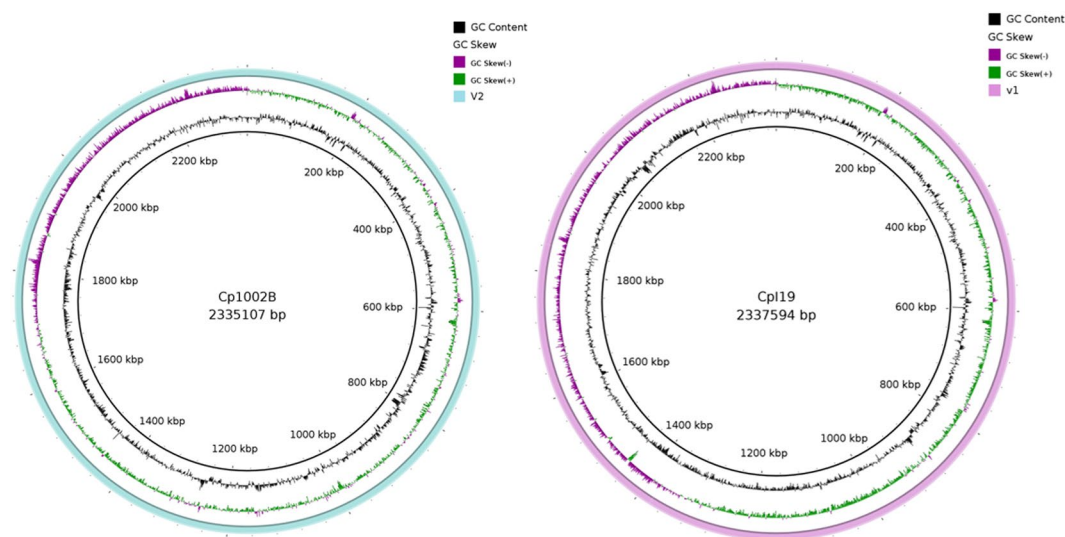 GC Content
GC Skew
GC Skew(-)
GC Skew(+)
V2
2200 kbp
200 kbp
2000 kbp
400 kbp
1800 kbp
Cp1002B
2335107 bp
600 kbp
1600 kbp
800 kbp
1400 kbp
1000 kbp
1200 kbp
GC Content
GC Skew
GC Skew(-)
GC Skew(+)
v1
2200 kbp
200 kbp
2000 kbp
400 kbp
1800 kbp
CpI19
2337594 bp
600 kbp
1600 kbp
800 kbp
1400 kbp
1000 kbp
1200 kbp